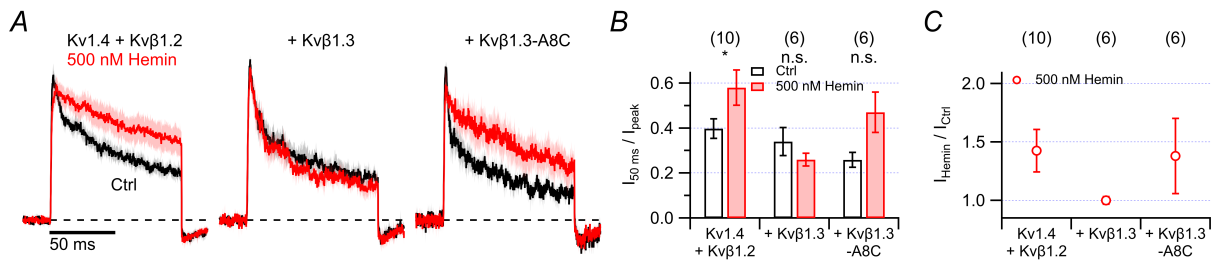 A
Kv1.4 + Kvβ1.2
500 nM Hemin
+ Kvβ1.3
+ Kvβ1.3-A8C
Ctrl
50 ms
B
(10)
(6)
(6)
*
n.s.
n.s.
Ctrl
500 nM Hemin
I50 ms / Ipeak
0.6
0.4
0.2
0.0
Kv1.4
+ Kvβ1.2
+ Kvβ1.3
+ Kvβ1.3
-A8C
C
(10)
(6)
(6)
500 nM Hemin
IHemin / ICtrl
2.0
1.5
1.0
Kv1.4
+ Kvβ1.2
+ Kvβ1.3
+ Kvβ1.3
-A8C